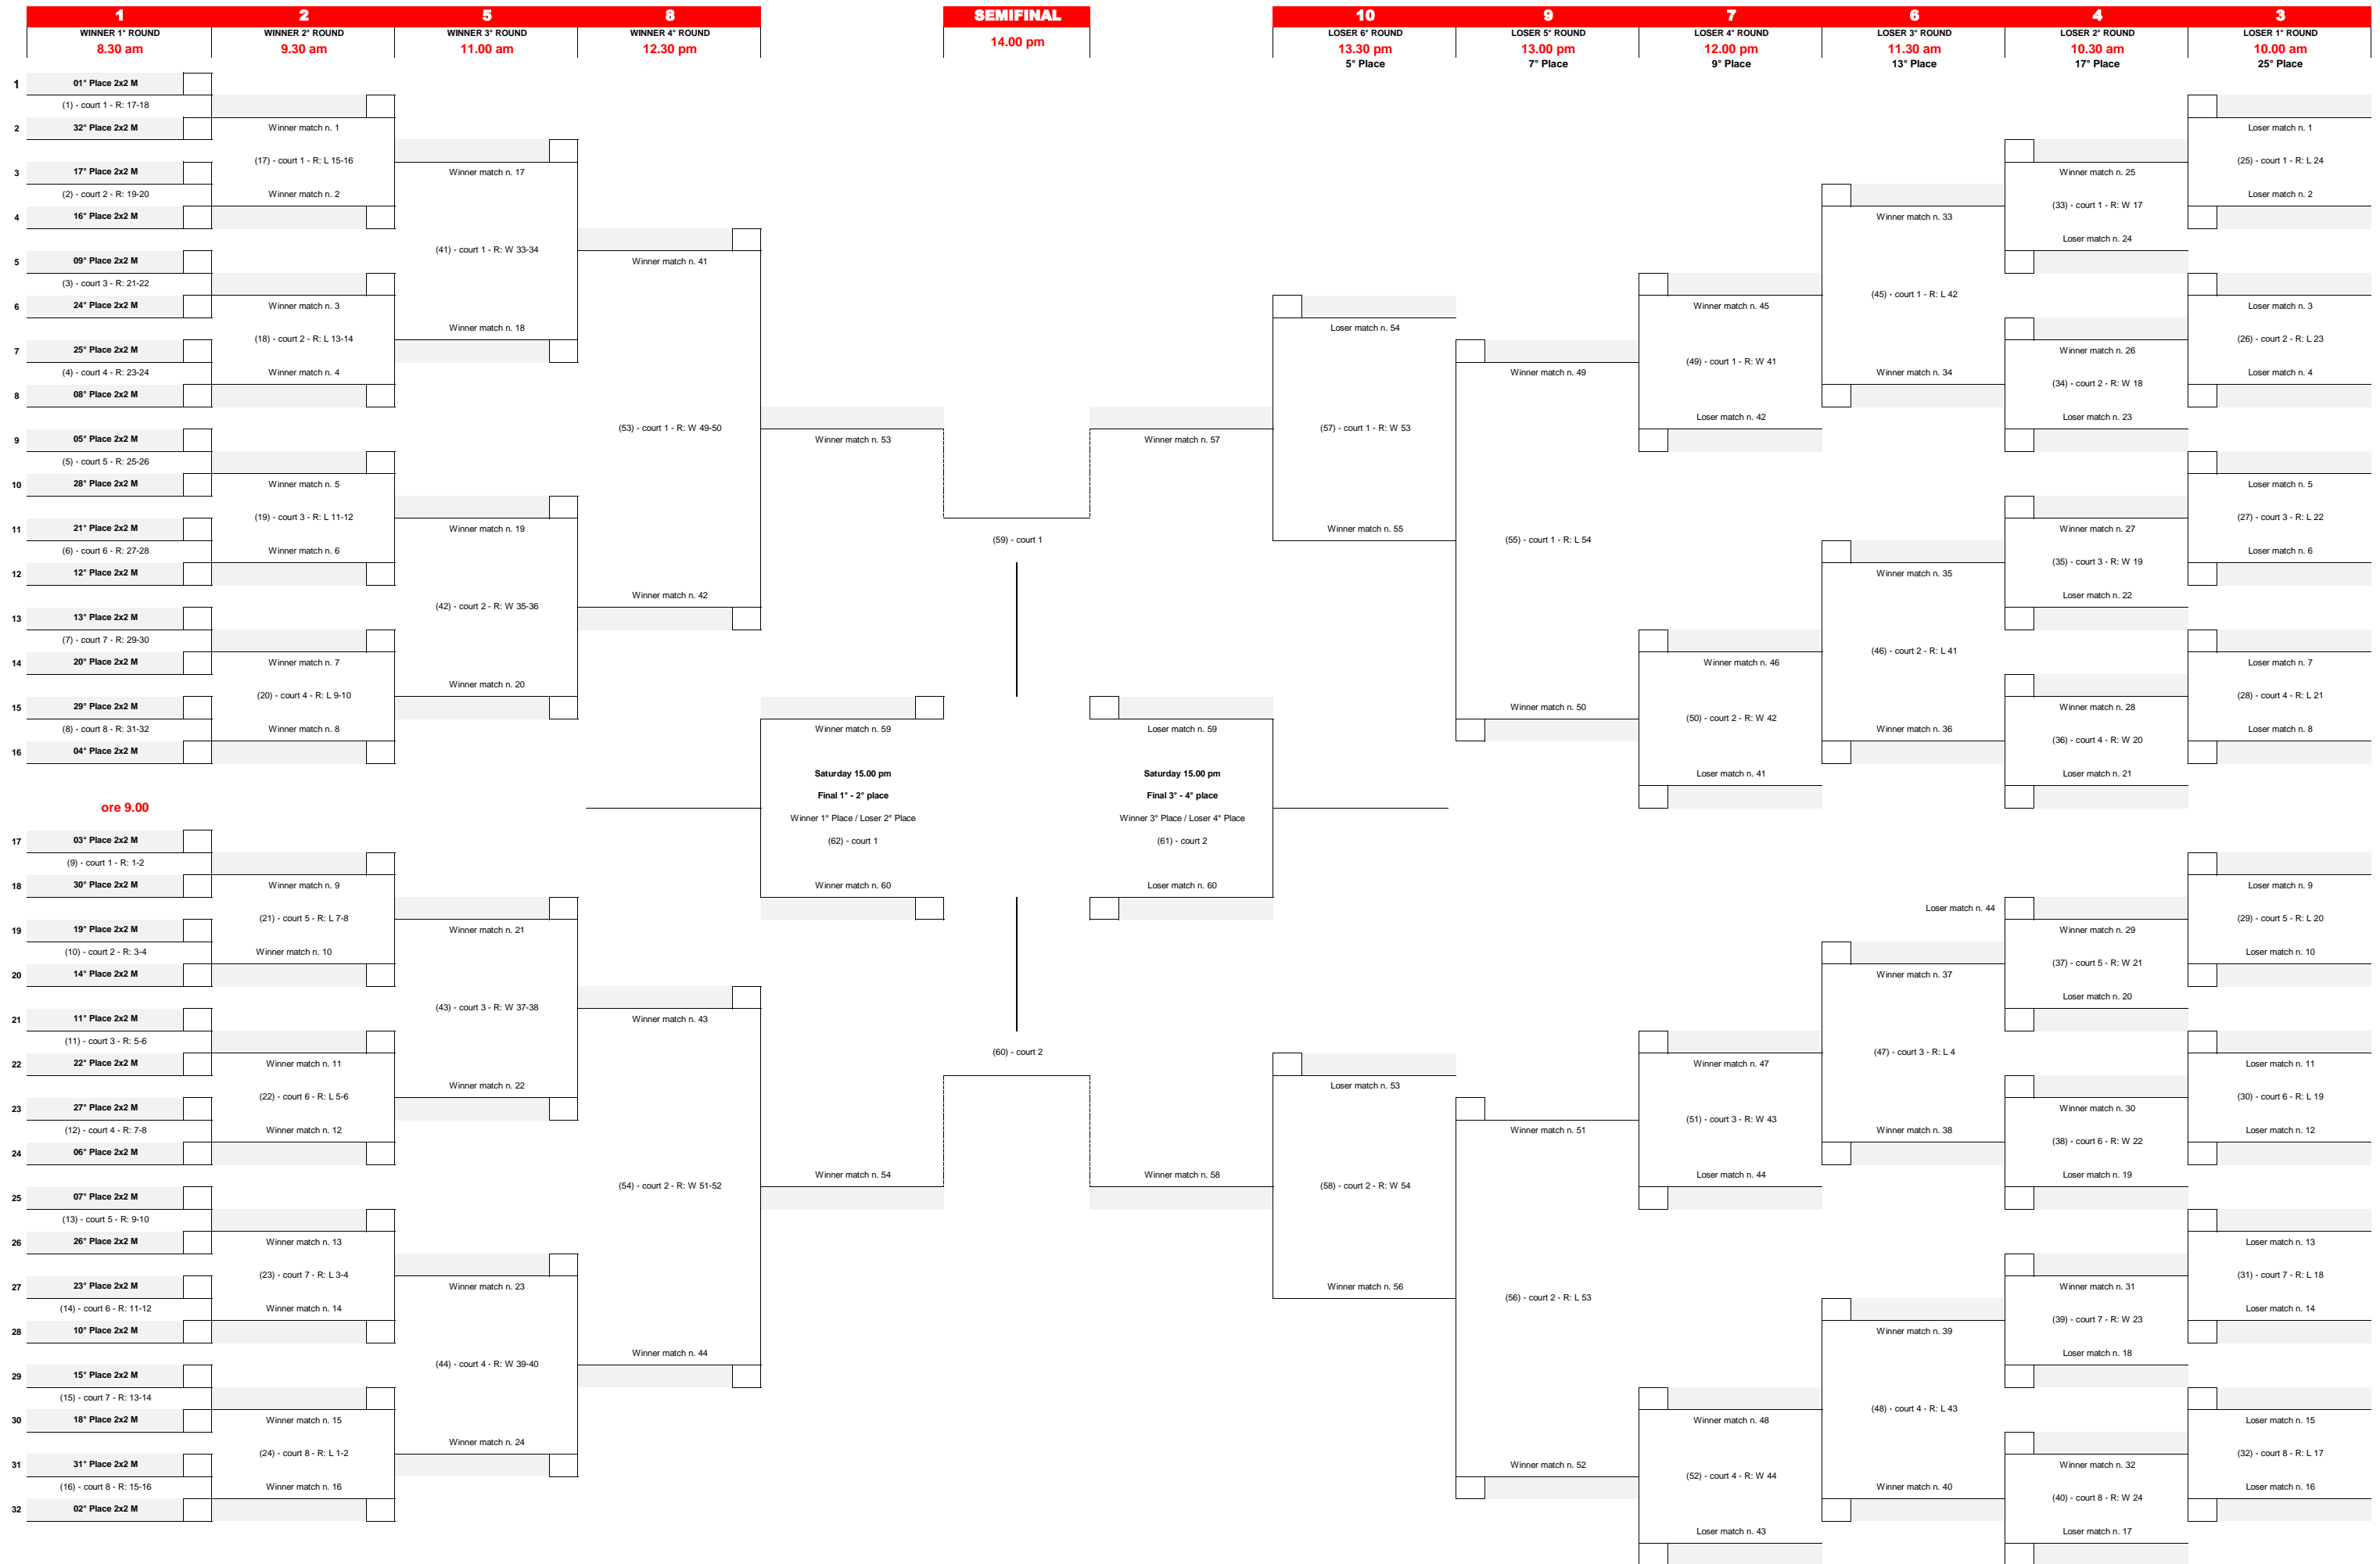 1 2 5 8 SEMIFINAL 10 9 7 6 4 3
WINNER 1° ROUND WINNER 2° ROUND WINNER 3° ROUND WINNER 4° ROUND LOSER 6° ROUND LOSER 5° ROUND LOSER 4° ROUND LOSER 3° ROUND LOSER 2° ROUND LOSER 1° ROUND
8.30 am 9.30 am 11.00 am 12.30 pm 14.00 pm 13.30 pm 13.00 pm 12.00 pm 11.30 am 10.30 am 10.00 am
5° Place 7° Place 9° Place 13° Place 17° Place 25° Place
1 01° Place 2x2 M
(1) - court 1 - R: 17-18
2 32° Place 2x2 M Winner match n. 1 Loser match n. 1
(17) - court 1 - R: L 15-16 (25) - court 1 - R: L 24
3 17° Place 2x2 M Winner match n. 17 Winner match n. 25
(2) - court 2 - R: 19-20 Winner match n. 2 Loser match n. 2
(33) - court 1 - R: W 17
4 16° Place 2x2 M Winner match n. 33
Loser match n. 24
(41) - court 1 - R: W 33-34
5 09° Place 2x2 M Winner match n. 41
(3) - court 3 - R: 21-22
(45) - court 1 - R: L 42
6 24° Place 2x2 M Winner match n. 3 Winner match n. 45 Loser match n. 3
Winner match n. 18 Loser match n. 54
(18) - court 2 - R: L 13-14 (26) - court 2 - R: L 23
7 25° Place 2x2 M Winner match n. 26
(49) - court 1 - R: W 41
(4) - court 4 - R: 23-24 Winner match n. 4 Winner match n. 49 Winner match n. 34 Loser match n. 4
(34) - court 2 - R: W 18
8 08° Place 2x2 M
Loser match n. 42 Loser match n. 23
(53) - court 1 - R: W 49-50 (57) - court 1 - R: W 53
9 05° Place 2x2 M Winner match n. 53 Winner match n. 57
(5) - court 5 - R: 25-26
10 28° Place 2x2 M Winner match n. 5 Loser match n. 5
(19) - court 3 - R: L 11-12 (27) - court 3 - R: L 22
11 21° Place 2x2 M Winner match n. 19 Winner match n. 55 Winner match n. 27
(59) - court 1 (55) - court 1 - R: L 54
(6) - court 6 - R: 27-28 Winner match n. 6 Loser match n. 6
(35) - court 3 - R: W 19
12 12° Place 2x2 M Winner match n. 35
Winner match n. 42 Loser match n. 22
(42) - court 2 - R: W 35-36
13 13° Place 2x2 M
(7) - court 7 - R: 29-30
(46) - court 2 - R: L 41
14 20° Place 2x2 M Winner match n. 7 Winner match n. 46 Loser match n. 7
Winner match n. 20
(20) - court 4 - R: L 9-10 (28) - court 4 - R: L 21
15 29° Place 2x2 M Winner match n. 50 Winner match n. 28
(50) - court 2 - R: W 42
(8) - court 8 - R: 31-32 Winner match n. 8 Winner match n. 59 Loser match n. 59 Winner match n. 36 Loser match n. 8
(36) - court 4 - R: W 20
16 04° Place 2x2 M
Saturday 15.00 pm Saturday 15.00 pm Loser match n. 41 Loser match n. 21
Final 1° - 2° place Final 3° - 4° place
ore 9.00
Winner 1° Place / Loser 2° Place Winner 3° Place / Loser 4° Place
17 03° Place 2x2 M (62) - court 1 (61) - court 2
(9) - court 1 - R: 1-2
18 30° Place 2x2 M Winner match n. 9 Winner match n. 60 Loser match n. 60 Loser match n. 9
Loser match n. 44
(21) - court 5 - R: L 7-8 (29) - court 5 - R: L 20
19 19° Place 2x2 M Winner match n. 21 Winner match n. 29
(10) - court 2 - R: 3-4 Winner match n. 10 Loser match n. 10
(37) - court 5 - R: W 21
20 14° Place 2x2 M Winner match n. 37
Loser match n. 20
(43) - court 3 - R: W 37-38
21 11° Place 2x2 M Winner match n. 43
(11) - court 3 - R: 5-6
(60) - court 2 (47) - court 3 - R: L 4
22 22° Place 2x2 M Winner match n. 11 Winner match n. 47 Loser match n. 11
Winner match n. 22 Loser match n. 53
(22) - court 6 - R: L 5-6 (30) - court 6 - R: L 19
23 27° Place 2x2 M Winner match n. 30
(51) - court 3 - R: W 43
(12) - court 4 - R: 7-8 Winner match n. 12 Winner match n. 51 Winner match n. 38 Loser match n. 12
(38) - court 6 - R: W 22
24 06° Place 2x2 M
Winner match n. 54 Winner match n. 58 Loser match n. 44 Loser match n. 19
(54) - court 2 - R: W 51-52 (58) - court 2 - R: W 54
25 07° Place 2x2 M
(13) - court 5 - R: 9-10
26 26° Place 2x2 M Winner match n. 13 Loser match n. 13
(23) - court 7 - R: L 3-4 (31) - court 7 - R: L 18
27 23° Place 2x2 M Winner match n. 23 Winner match n. 56 Winner match n. 31
(56) - court 2 - R: L 53
(14) - court 6 - R: 11-12 Winner match n. 14 Loser match n. 14
(39) - court 7 - R: W 23
28 10° Place 2x2 M Winner match n. 39
Winner match n. 44 Loser match n. 18
(44) - court 4 - R: W 39-40
29 15° Place 2x2 M
(15) - court 7 - R: 13-14
(48) - court 4 - R: L 43
30 18° Place 2x2 M Winner match n. 15 Winner match n. 48 Loser match n. 15
Winner match n. 24
(24) - court 8 - R: L 1-2 (32) - court 8 - R: L 17
31 31° Place 2x2 M Winner match n. 52 Winner match n. 32
(52) - court 4 - R: W 44
(16) - court 8 - R: 15-16 Winner match n. 16 Winner match n. 40 Loser match n. 16
(40) - court 8 - R: W 24
32 02° Place 2x2 M
Loser match n. 43 Loser match n. 17